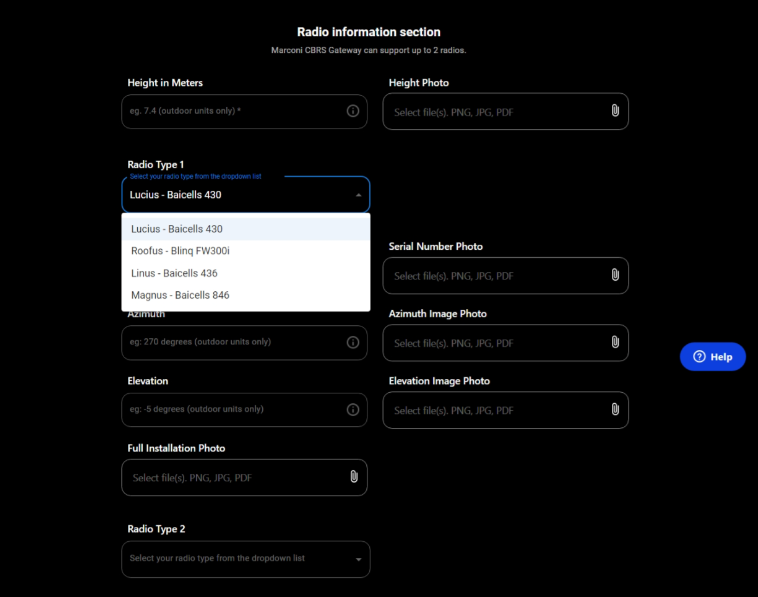 Radio information section
Marconi CBRS Gateway can support up to 2 radios.
Height in Meters
Height Photo
eg. 7.4 (outdoor units only) *
Select file(s). PNG, JPG, PDF
Radio Type 1
Select your radio type from the dropdown list
Lucius - Baicells 430
Lucius - Baicells 430
Roofus - Blinq FW300i
Linus - Baicells 436
Magnus - Baicells 846
Serial Number Photo
Select file(s). PNG, JPG, PDF
Azimuth
Azimuth Image Photo
eg: 270 degrees (outdoor units only)
Select file(s). PNG, JPG, PDF
Help
Elevation
Elevation Image Photo
eg: -5 degrees (outdoor units only)
Select file(s). PNG, JPG, PDF
Full Installation Photo
Select file(s). PNG, JPG, PDF
Radio Type 2
Select your radio type from the dropdown list